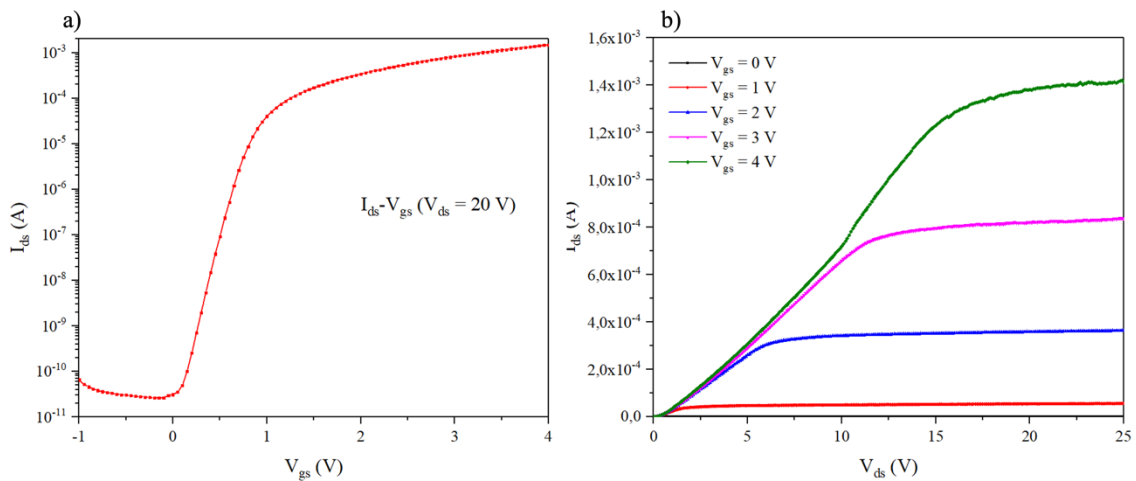 a)
10⁻³
10⁻⁴
10⁻⁵
10⁻⁶
10⁻⁷
10⁻⁸
10⁻⁹
10⁻¹⁰
10⁻¹¹
I_ds (A)
I_ds-V_gs (V_ds = 20 V)
-1 0 1 2 3 4
V_gs (V)
b)
1,6x10⁻³
1,4x10⁻³
1,2x10⁻³
1,0x10⁻³
8,0x10⁻⁴
6,0x10⁻⁴
4,0x10⁻⁴
2,0x10⁻⁴
0,0
I_ds (A)
V_gs = 0 V
V_gs = 1 V
V_gs = 2 V
V_gs = 3 V
V_gs = 4 V
0 5 10 15 20 25
V_ds (V)